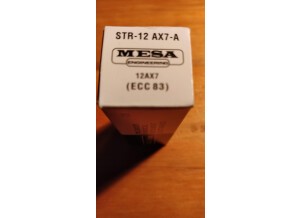 STR-12 AX7-A
MESA
ENGINEERING
12AX7
(ECC 83)